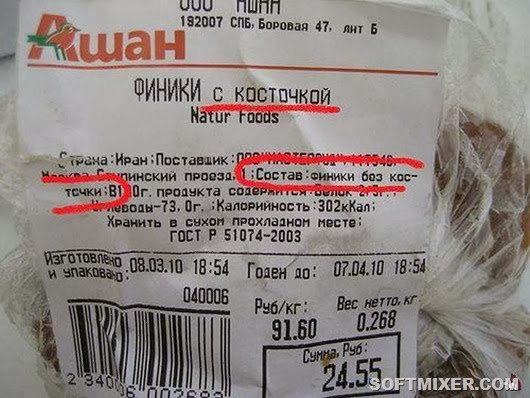 ООО "АШАН"
192007 СПБ, Боровая 47, лит Б
Ашан
ФИНИКИ С КОСТОЧКОЙ
Natur Foods
Страна:Иран:Поставщик:
проезд,1:Состав:финики без кос-
точки:В100г. продукта содержится:Белок-2,5г.;
Углеводы-73,0г.:Калорийность:302кКал;
Хранить в сухом прохладном месте;
ГОСТ Р 51074-2003
Изготовлено и упаковано: 08.03.10 18:54 Годен до: 07.04.10 18:54
040006
Руб/кг: Вес нетто,кг:
91.60 0.268
Сумма,Руб:
24.55
SOFTMIXER.COM